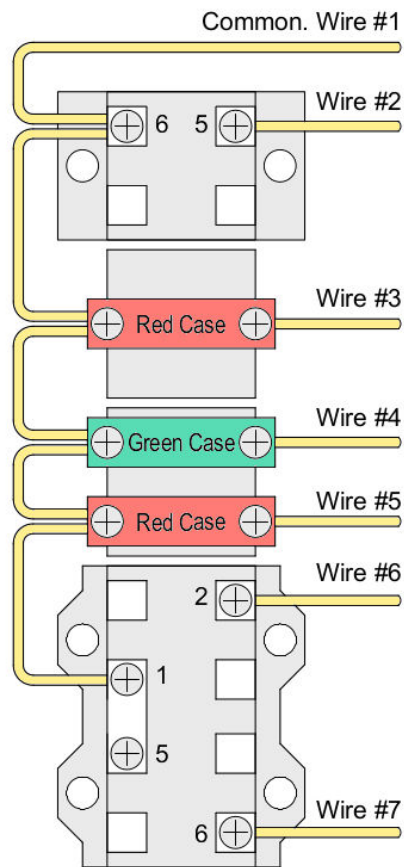 Common. Wire #1
Wire #2
6 5
Wire #3
Red Case
Wire #4
Green Case
Wire #5
Red Case
Wire #6
2
1
5
Wire #7
6